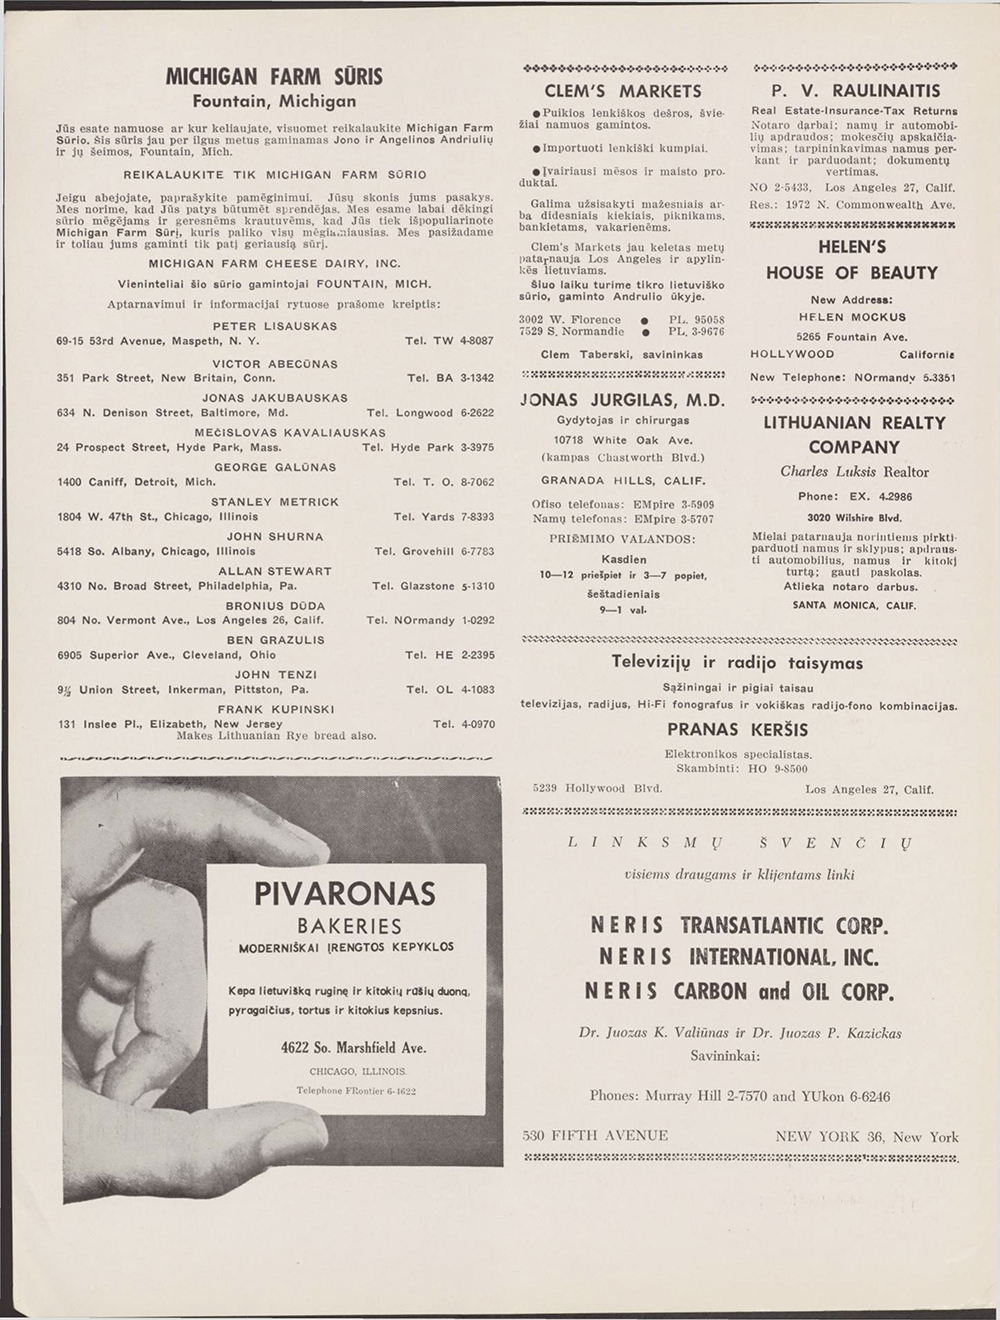 MICHIGAN FARM SŪRIS
Fountain, Michigan
Jūs esate namuose ar kur keliaujate, visuomet reikalaukite Michigan Farm
Sūrio. Šis sūris jau per ilgus metus gaminamas Jono ir Angelinos Andriulių
ir jų šeimos, Fountain, Mich.
REIKALAUKITE TIK MICHIGAN FARM SŪRIO
Jeigu abejojate, paprašykite pamėginimui. Jūsų skonis jums pasakys.
Mes norime, kad Jūs patys būtumėt sprendėjas. Mes esame labai dėkingi
sūrio mėgėjams ir geresnėms krautuvėms, kad Jūs tiek išpopuliarinote
Michigan Farm Sūrį, kuris paliko visų mėgiamiausias. Mes pasižadame
ir toliau jums gaminti tik patį geriausią sūrį.
MICHIGAN FARM CHEESE DAIRY, INC.
Vieninteliai šio sūrio gamintojai FOUNTAIN, MICH.
Aptarnavimui ir informacijai rytuose prašome kreiptis:
PETER LISAUSKAS
69-15 53rd Avenue, Maspeth, N. Y. Tel. TW 4-8087
VICTOR ABECŪNAS
351 Park Street, New Britain, Conn. Tel. BA 3-1342
JONAS JAKUBAUSKAS
634 N. Denison Street, Baltimore, Md. Tel. Longwood 6-2622
MEČISLOVAS KAVALIAUSKAS
24 Prospect Street, Hyde Park, Mass. Tel. Hyde Park 3-3975
GEORGE GALŪNAS
1400 Caniff, Detroit, Mich. Tel. T. O. 8-7062
STANLEY METRICK
1804 W. 47th St., Chicago, Illinois Tel. Yards 7-8393
JOHN SHURNA
5418 So. Albany, Chicago, Illinois Tel. Grovehill 6-7783
ALLAN STEWART
4310 No. Broad Street, Philadelphia, Pa. Tel. Glazstone 5-1310
BRONIUS DŪDA
804 No. Vermont Ave., Los Angeles 26, Calif. Tel. NOrmandy 1-0292
BEN GRAZULIS
6905 Superior Ave., Cleveland, Ohio Tel. HE 2-2395
JOHN TENZI
9½ Union Street, Inkerman, Pittston, Pa. Tel. OL 4-1083
FRANK KUPINSKI
131 Inslee Pl., Elizabeth, New Jersey Tel. 4-0970
Makes Lithuanian Rye bread also.
PIVARONAS
BAKERIES
MODERNIŠKAI ĮRENGTOS KEPYKLOS
Kepa lietuvišką ruginę ir kitokių rūšių duoną,
pyragaičius, tortus ir kitokius kepsnius.
4622 So. Marshfield Ave.
CHICAGO, ILLINOIS.
Telephone FRontier 6-4622
CLEM'S MARKETS
● Puikios lenkiškos dešros, švie-
žiai namuos gamintos.
● Importuoti lenkiški kumpiai.
● Įvairiausi mėsos ir maisto pro-
duktai.
Galima užsisakyti mažesniais ar-
ba didesniais kiekiais, piknikams,
bankietams, vakarienėms.
Clem's Markets jau keletas metų
patarnauja Los Angeles ir apylin-
kės lietuviams.
Šiuo laiku turime tikro lietuviško
sūrio, gaminto Andrulio ūkyje.
3002 W. Florence ● PL. 95058
7529 S. Normandie ● PL. 3-9676
Clem Taberski, savininkas
JONAS JURGILAS, M.D.
Gydytojas ir chirurgas
10718 White Oak Ave.
(kampas Chastworth Blvd.)
GRANADA HILLS, CALIF.
Ofiso telefonas: EMpire 3-5909
Namų telefonas: EMpire 3-5707
PRIĖMIMO VALANDOS:
Kasdien
10—12 priešpiet ir 3—7 popiet,
šeštadieniais
9—1 val.
P. V. RAULINAITIS
Real Estate-Insurance-Tax Returns
Notaro darbai; namų ir automobi-
lių apdraudos; mokesčių apskaičia-
vimas; tarpininkavimas namus per-
kant ir parduodant; dokumentų
vertimas.
NO 2-5433, Los Angeles 27, Calif.
Res.: 1972 N. Commonwealth Ave.
HELEN'S
HOUSE OF BEAUTY
New Address:
HELEN MOCKUS
5265 Fountain Ave.
HOLLYWOOD California
New Telephone: NOrmandy 5-3351
LITHUANIAN REALTY
COMPANY
Charles Luksis Realtor
Phone: EX. 4-2986
3020 Wilshire Blvd.
Mielai patarnauja norintiems pirkti-
parduoti namus ir sklypus; apdraus-
ti automobilius, namus ir kitokį
turtą; gauti paskolas.
Atlieka notaro darbus.
SANTA MONICA, CALIF.
Televizijų ir radijo taisymas
Sąžiningai ir pigiai taisau
televizijas, radijus, Hi-Fi fonografus ir vokiškas radijo-fono kombinacijas.
PRANAS KERŠIS
Elektronikos specialistas.
Skambinti: HO 9-8500
5239 Hollywood Blvd. Los Angeles 27, Calif.
LINKSMŲ ŠVENČIŲ
visiems draugams ir klijentams linki
NERIS TRANSATLANTIC CORP.
NERIS INTERNATIONAL, INC.
NERIS CARBON and OIL CORP.
Dr. Juozas K. Valiūnas ir Dr. Juozas P. Kazickas
Savininkai:
Phones: Murray Hill 2-7570 and YUkon 6-6246
530 FIFTH AVENUE NEW YORK 36, New York